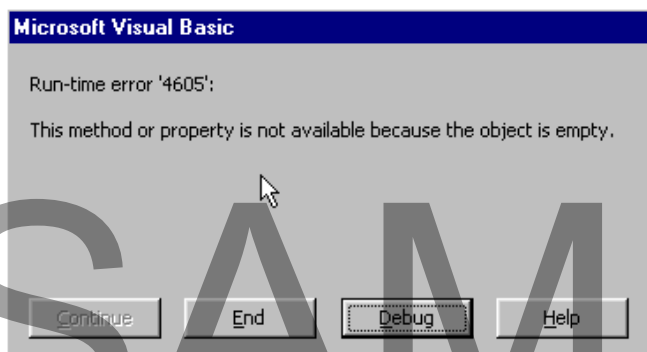 Microsoft Visual Basic
Run-time error '4605':
This method or property is not available because the object is empty.
SAM
Continue
End
Debug
Help